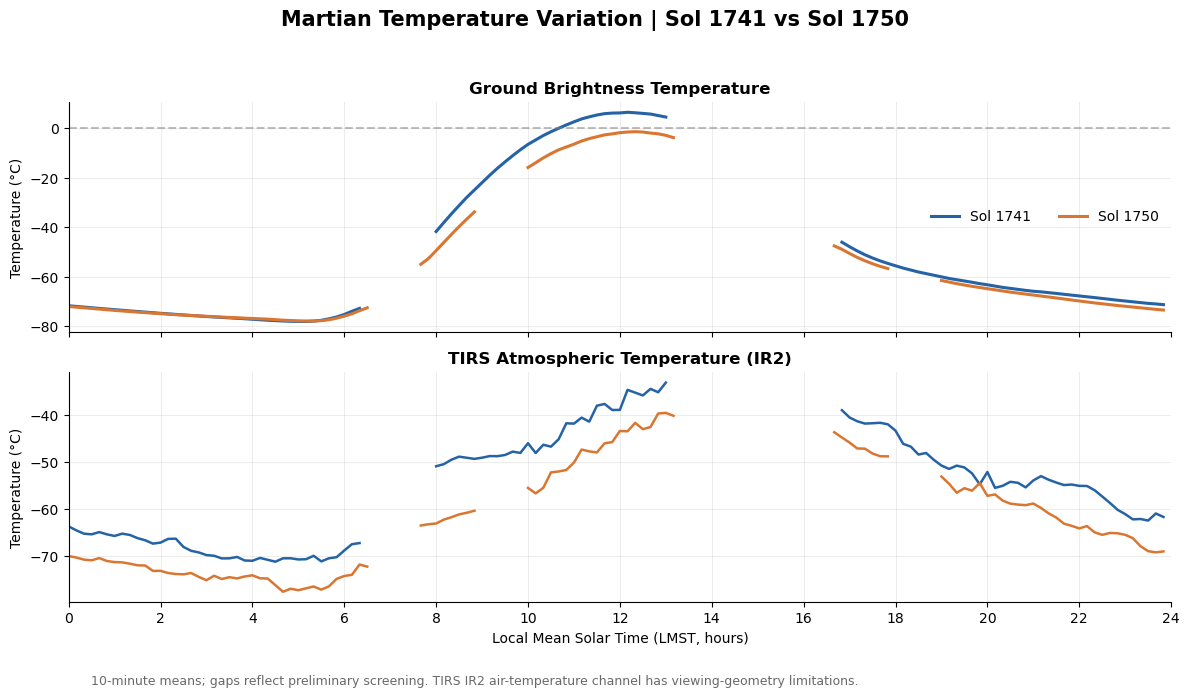 Martian Temperature Variation | Sol 1741 vs Sol 1750
Ground Brightness Temperature
Temperature (°C)
0
−20
−40
−60
−80
Sol 1741
Sol 1750
TIRS Atmospheric Temperature (IR2)
Temperature (°C)
−40
−50
−60
−70
0 2 4 6 8 10 12 14 16 18 20 22 24
Local Mean Solar Time (LMST, hours)
10-minute means; gaps reflect preliminary screening. TIRS IR2 air-temperature channel has viewing-geometry limitations.